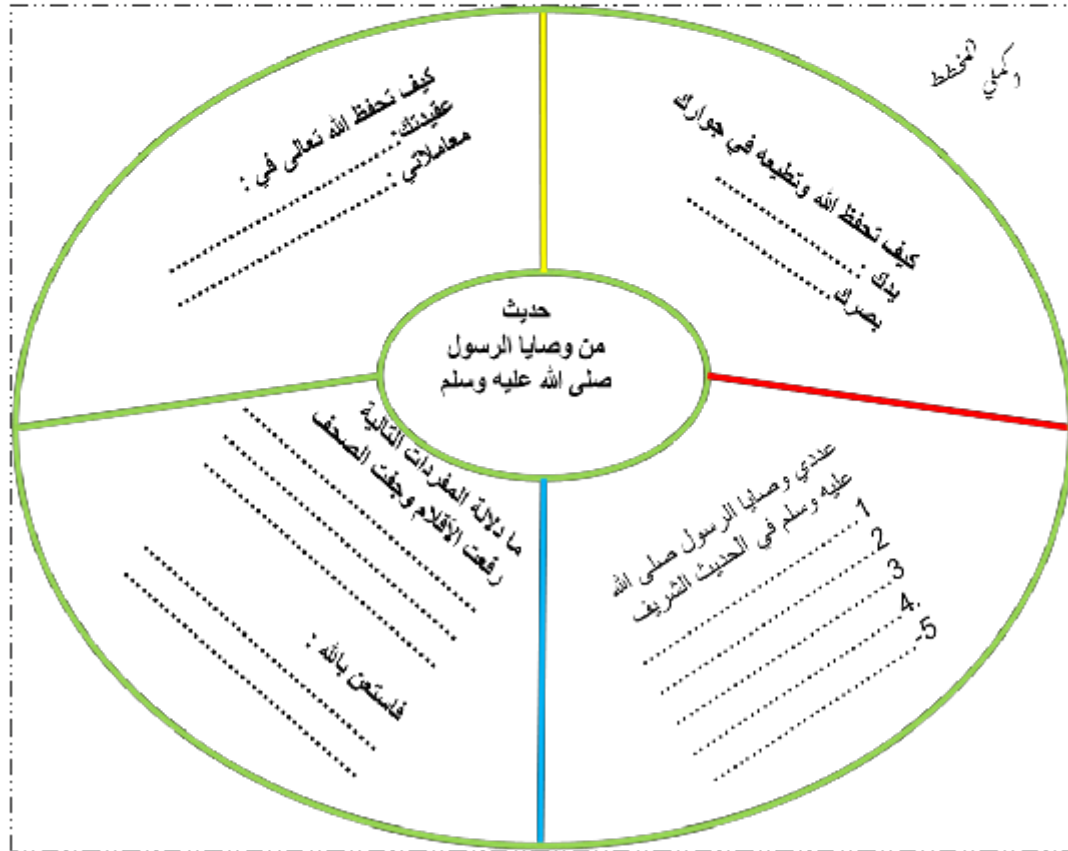 اكملي المخطط
كيف تحفظ الله وتطيعه في جوارك
يدك : ......................
بصرك ......................
كيف تحفظ الله تعالى في :
عقيدتك: ......................
معاملاتي : ......................
حديث
من وصايا الرسول
صلى الله عليه وسلم
عددي وصايا الرسول صلى الله
عليه وسلم في الحديث الشريف
1......................
2......................
3......................
4. ......................
5-......................
ما دلالة المفردات التالية
رفعت الأقلام وجفت الصحف
......................
......................
......................
فاستعن بالله :
......................
......................